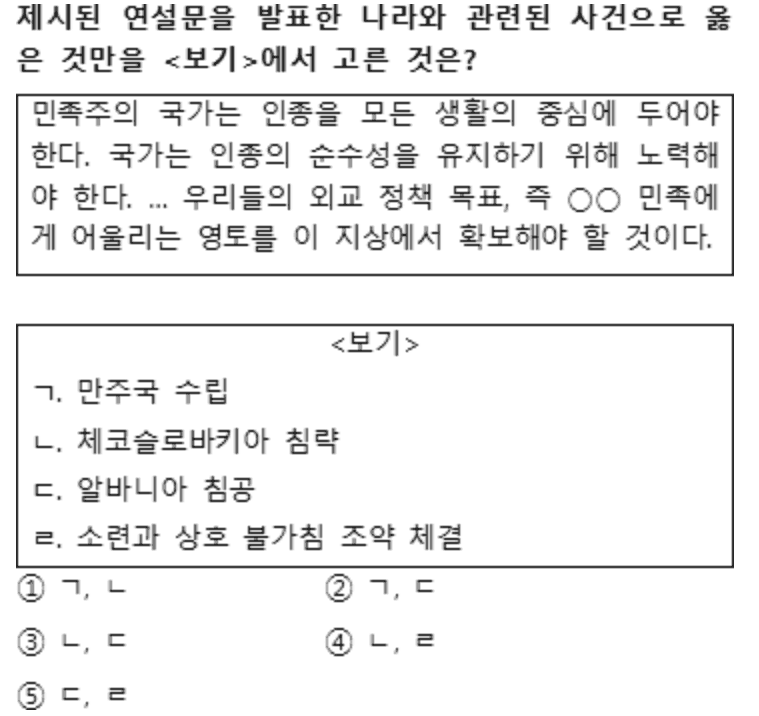 제시된 연설문을 발표한 나라와 관련된 사건으로 옳
은 것만을 <보기>에서 고른 것은?
민족주의 국가는 인종을 모든 생활의 중심에 두어야
한다. 국가는 인종의 순수성을 유지하기 위해 노력해
야 한다. ... 우리들의 외교 정책 목표, 즉 ○○ 민족에
게 어울리는 영토를 이 지상에서 확보해야 할 것이다.
<보기>
ㄱ. 만주국 수립
ㄴ. 체코슬로바키아 침략
ㄷ. 알바니아 침공
ㄹ. 소련과 상호 불가침 조약 체결
① ㄱ, ㄴ ② ㄱ, ㄷ
③ ㄴ, ㄷ ④ ㄴ, ㄹ
⑤ ㄷ, ㄹ